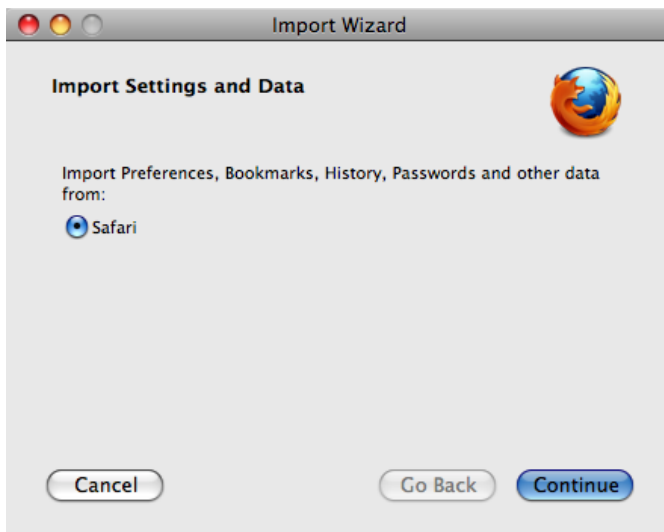 Import Wizard
Import Settings and Data
Import Preferences, Bookmarks, History, Passwords and other data
from:
Safari
Cancel
Go Back
Continue